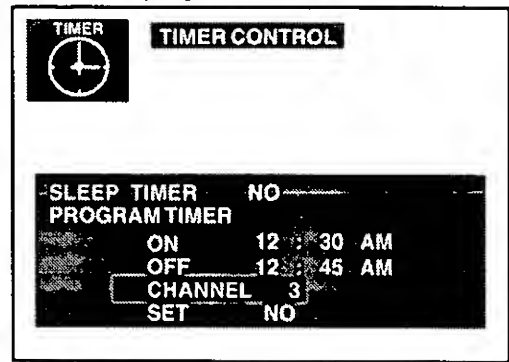 TIMER
TIMER CONTROL
SLEEP TIMER NO
PROGRAM TIMER
ON 12 : 30 AM
OFF 12 : 45 AM
CHANNEL 3
SET NO